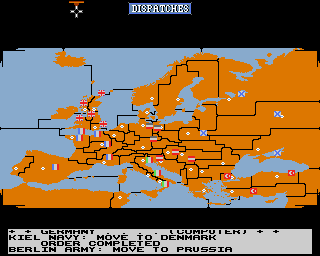 DISPATCHES
+ + GERMANY (COMPUTER) + +
KIEL NAVY: MOVE TO DENMARK
ORDER COMPLETED
BERLIN ARMY: MOVE TO PRUSSIA